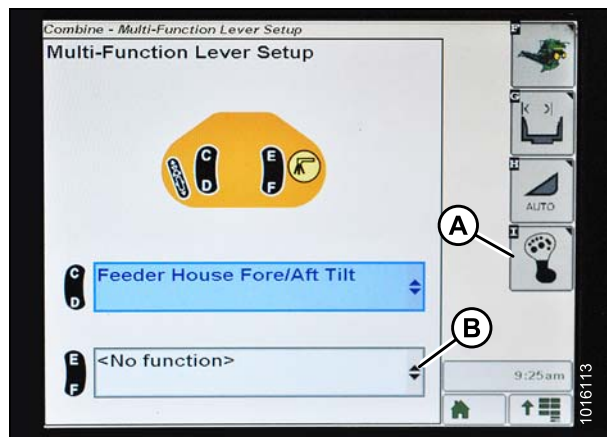 Combine - Multi-Function Lever Setup
Multi-Function Lever Setup
F
G
H
AUTO
I
A
C
D
E
F
C
D
Feeder House Fore/Aft Tilt
B
E
F
<No function>
9:25am
1016113